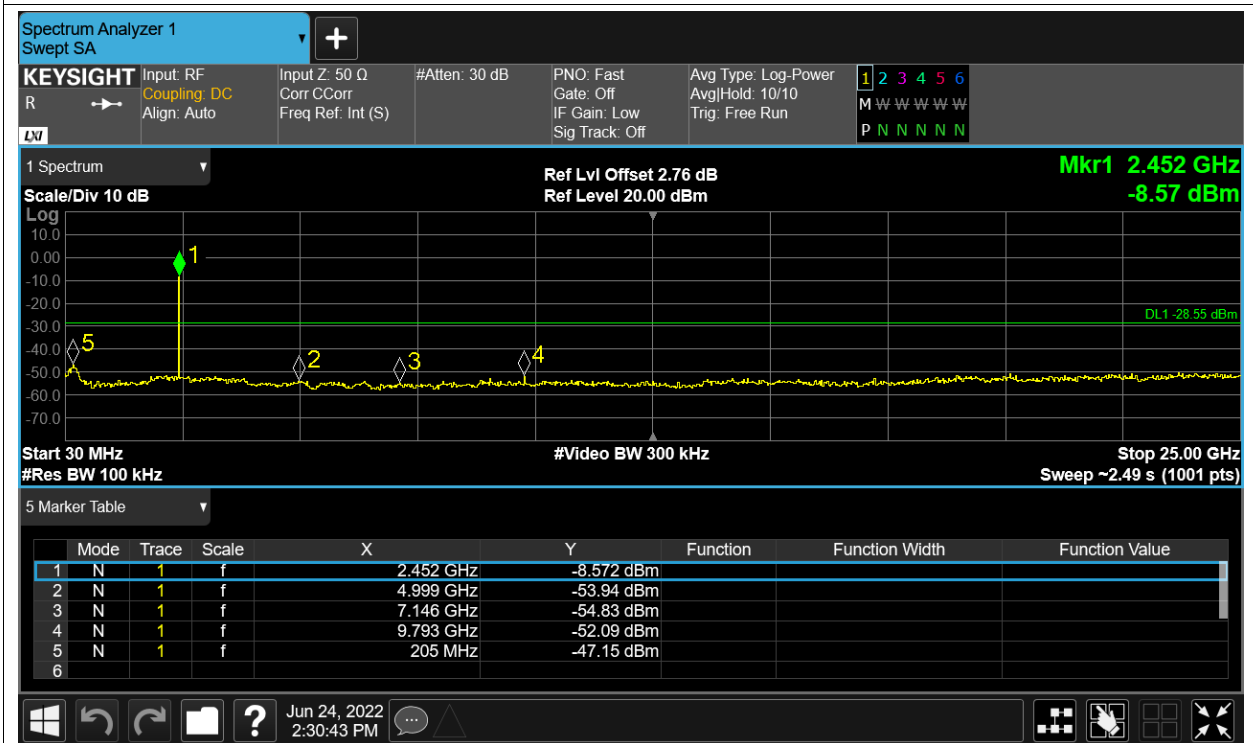 Spectrum Analyzer 1
Swept SA
+
KEYSIGHT Input: RF Input Z: 50 Ω #Atten: 30 dB PNO: Fast Avg Type: Log-Power 1 2 3 4 5 6
R Coupling: DC Corr CCorr Gate: Off Avg|Hold: 10/10 M W W W W W
Align: Auto Freq Ref: Int (S) IF Gain: Low Trig: Free Run
LXI Sig Track: Off P N N N N N
1 Spectrum Ref Lvl Offset 2.76 dB Mkr1 2.452 GHz
Scale/Div 10 dB Ref Level 20.00 dBm -8.57 dBm
Log
10.0
0.00 1
-10.0
-20.0
DL1 -28.55 dBm
-30.0
-40.0 5 2 3 4
-50.0
-60.0
-70.0
Start 30 MHz #Video BW 300 kHz Stop 25.00 GHz
#Res BW 100 kHz Sweep ~2.49 s (1001 pts)
5 Marker Table
Mode Trace Scale X Y Function Function Width Function Value
1 N 1 f 2.452 GHz -8.572 dBm
2 N 1 f 4.999 GHz -53.94 dBm
3 N 1 f 7.146 GHz -54.83 dBm
4 N 1 f 9.793 GHz -52.09 dBm
5 N 1 f 205 MHz -47.15 dBm
6
? Jun 24, 2022
2:30:43 PM